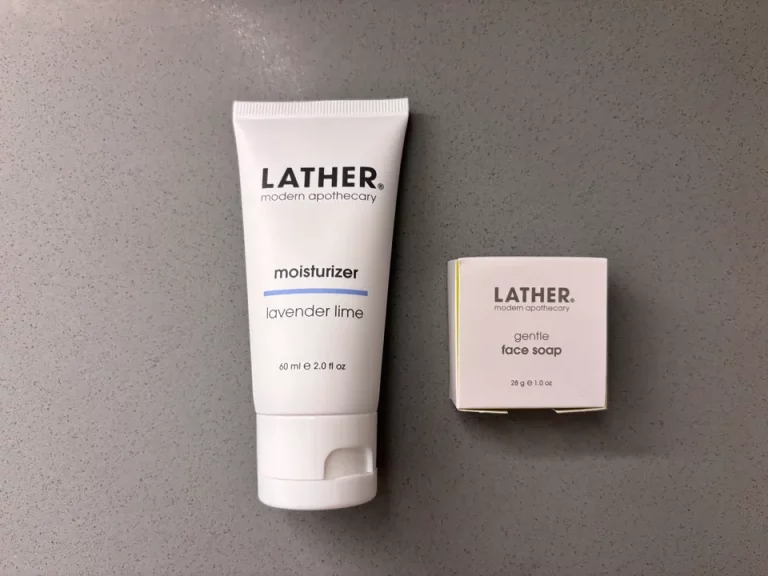 LATHER®
modern apothecary
moisturizer
lavender lime
60 ml ℮ 2.0 fl oz
LATHER®
modern apothecary
gentle
face soap
28 g ℮ 1.0 oz